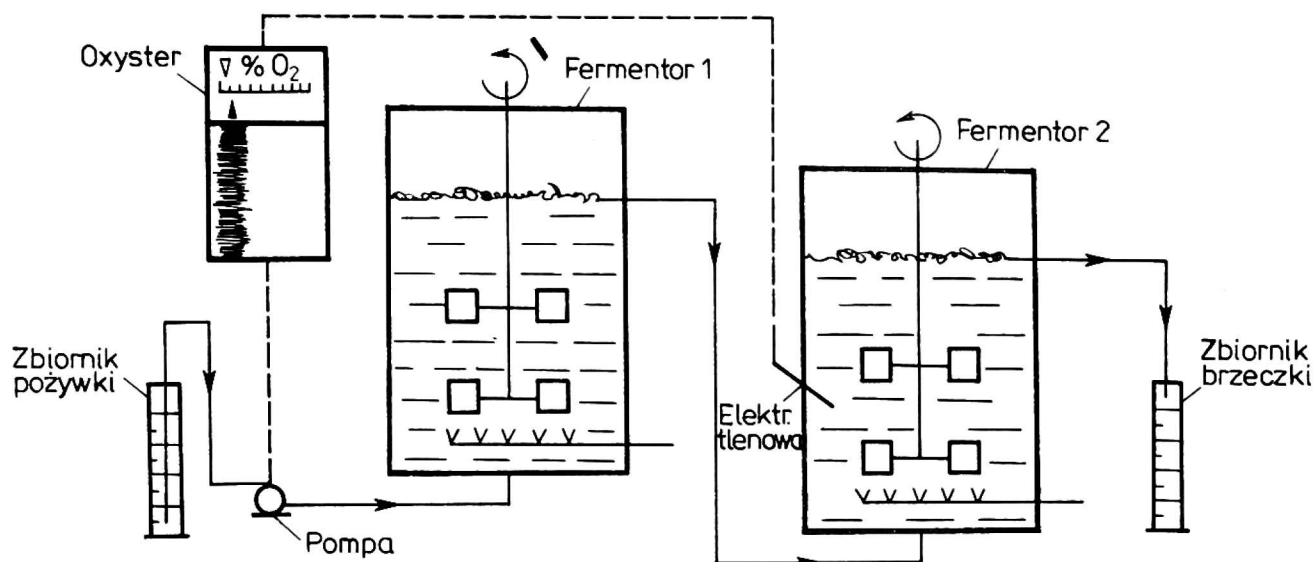 Oxyster
∇ % O₂
Fermentor 1
Fermentor 2
Zbiornik
pożywki
Pompa
Elektr.
tlenowa
Zbiornik
brzeczki